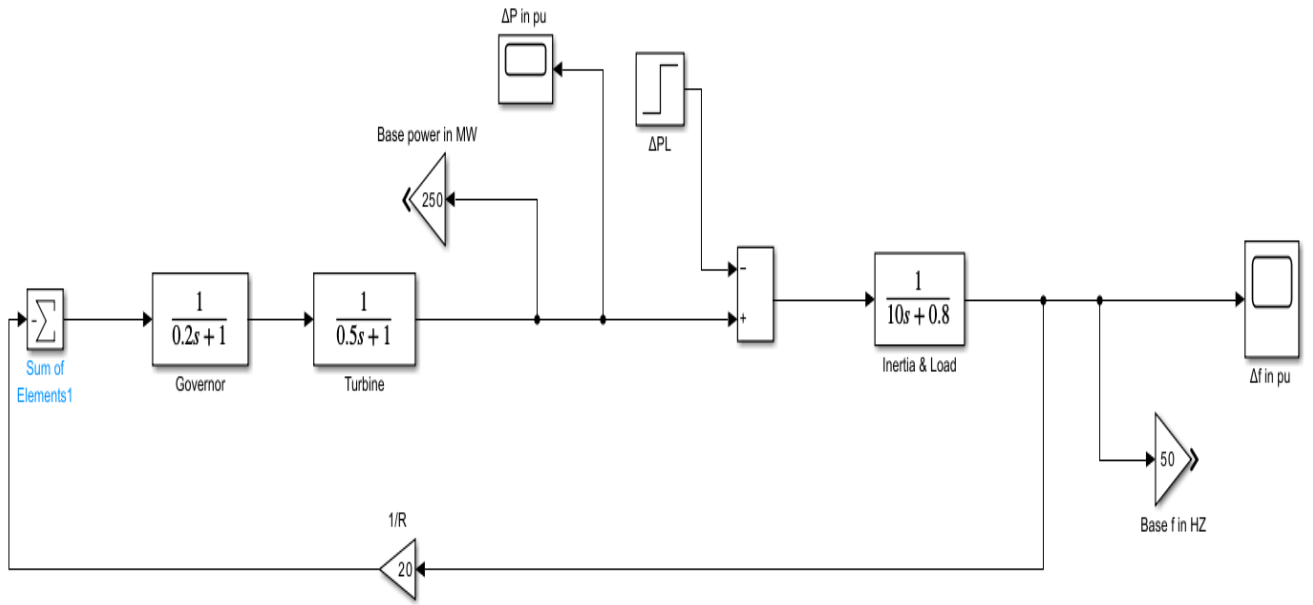 ΔP in pu
ΔPL
Base power in MW
250
-
+
-∑
Sum of
Elements1
1
0.2s + 1
Governor
1
0.5s + 1
Turbine
1
10s + 0.8
Inertia & Load
Δf in pu
50
Base f in HZ
1/R
20